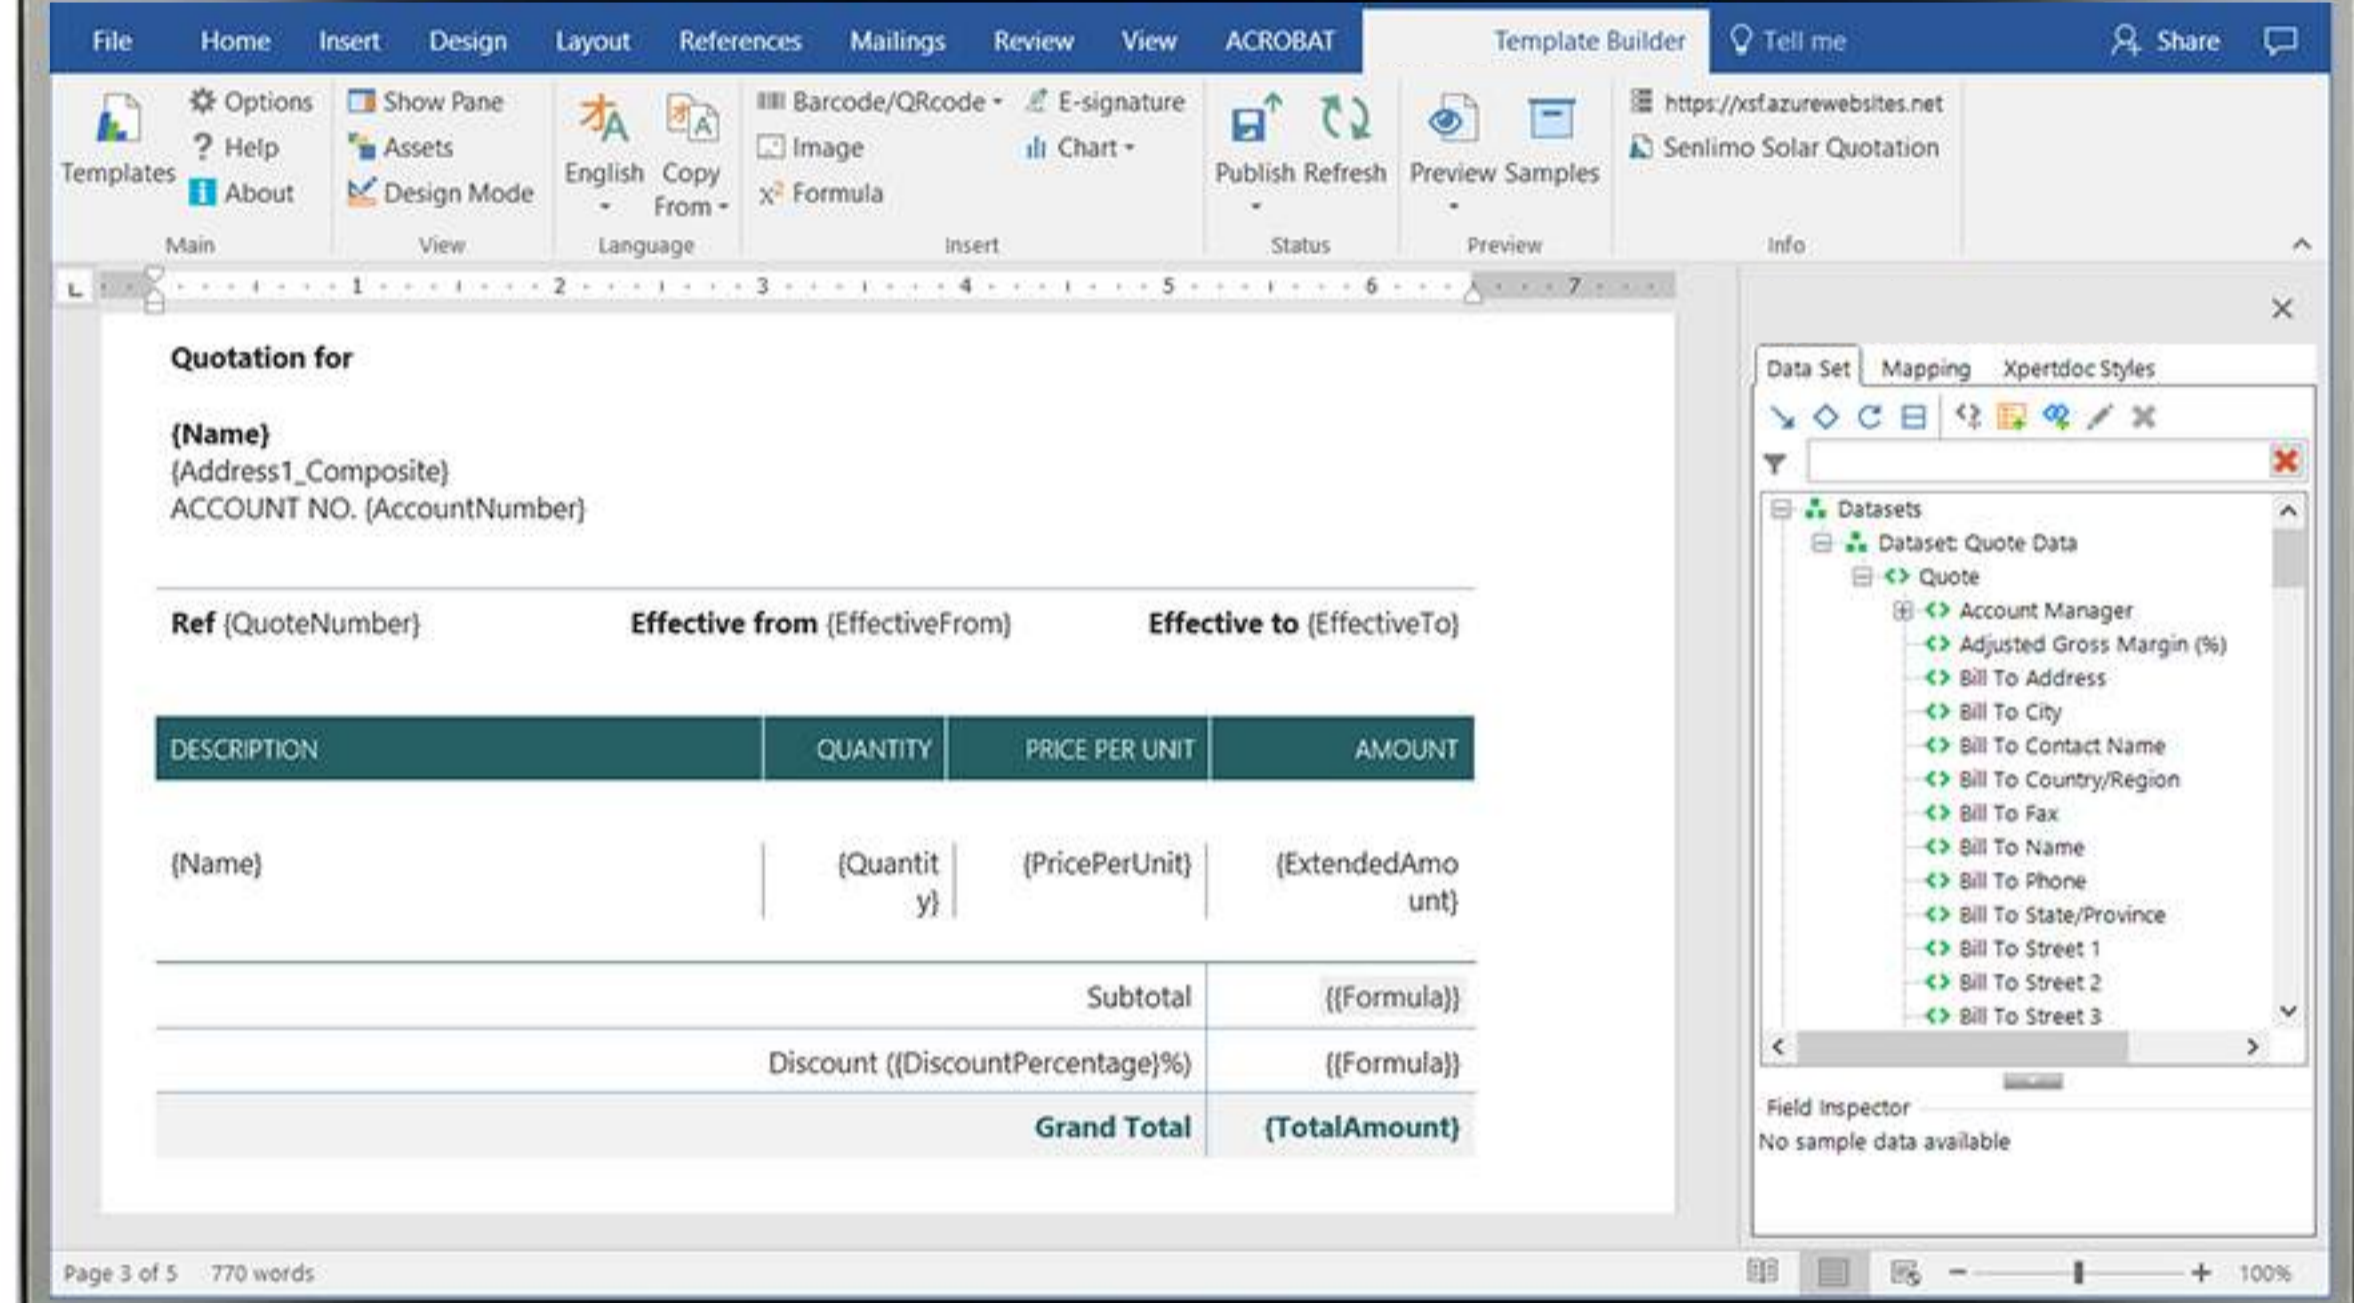 File Home Insert Design Layout References Mailings Review View ACROBAT Template Builder Tell me Share
Templates
Options
Help
About
Main
Show Pane
Assets
Design Mode
View
English
Copy
From
Language
Barcode/QRcode
Image
x² Formula
E-signature
Chart
Insert
Publish Refresh
Status
Preview Samples
Preview
https://xsf.azurewebsites.net
Senlimo Solar Quotation
Info
1 2 3 4 5 6 7
Quotation for
{Name}
{Address1_Composite}
ACCOUNT NO. {AccountNumber}
Ref {QuoteNumber} Effective from {EffectiveFrom} Effective to {EffectiveTo}
DESCRIPTION QUANTITY PRICE PER UNIT AMOUNT
{Name} {Quantit {PricePerUnit} {ExtendedAmo
y} unt}
Subtotal {{Formula}}
Discount ({DiscountPercentage}%) {{Formula}}
Grand Total {TotalAmount}
Data Set Mapping Xpertdoc Styles
Datasets
Dataset: Quote Data
Quote
Account Manager
Adjusted Gross Margin (%)
Bill To Address
Bill To City
Bill To Contact Name
Bill To Country/Region
Bill To Fax
Bill To Name
Bill To Phone
Bill To State/Province
Bill To Street 1
Bill To Street 2
Bill To Street 3
Field Inspector
No sample data available
Page 3 of 5 770 words 100%